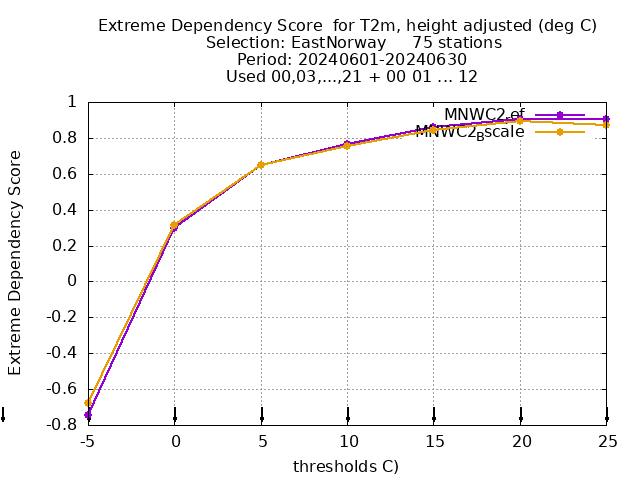 Extreme Dependency Score  for T2m, height adjusted (deg C)
Selection: EastNorway     75 stations
Period: 20240601-20240630
Used 00,03,...,21 + 00 01 ... 12
Extreme Dependency Score
1
0.8
0.6
0.4
0.2
0
-0.2
-0.4
-0.6
-0.8
-5 0 5 10 15 20 25
thresholds C)
MNWC2
MNWC2Bscale